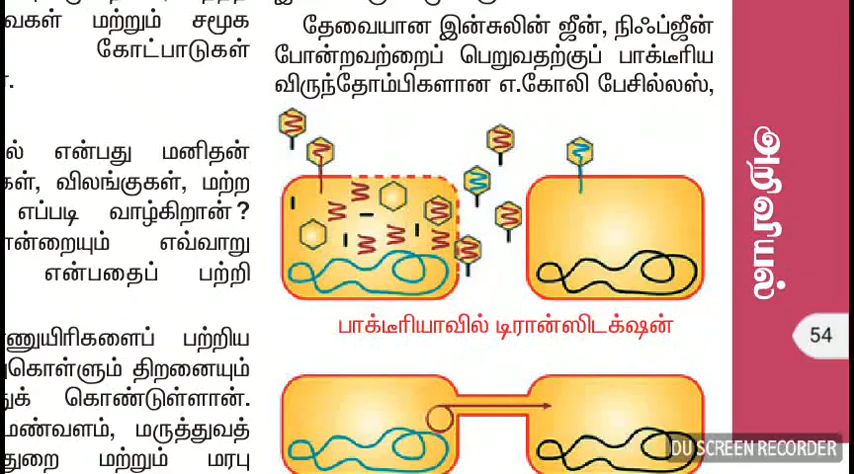 வகள் மற்றும் சமூக
கோட்பாடுகள்
ல் என்பது மனிதன்
கள், விலங்குகள், மற்ற
எப்படி வாழ்கிறான்?
ான்றையும் எவ்வாறு
என்பதைப் பற்றி
ணுயிரிகளைப் பற்றிய
கொள்ளும் திறனையும்
துக் கொண்டுள்ளான்.
மண்வளம், மருத்துவத்
துறை மற்றும் மரபு
தேவையான இன்சுலின் ஜீன், நிஃப்ஜீன்
போன்றவற்றைப் பெறுவதற்குப் பாக்டீரிய
விருந்தோம்பிகளான எ.கோலி பேசில்லஸ்,
பாக்டீரியாவில் டிரான்ஸிடக்‌ஷன்
அறிவியல்
54
DU SCREEN RECORDER